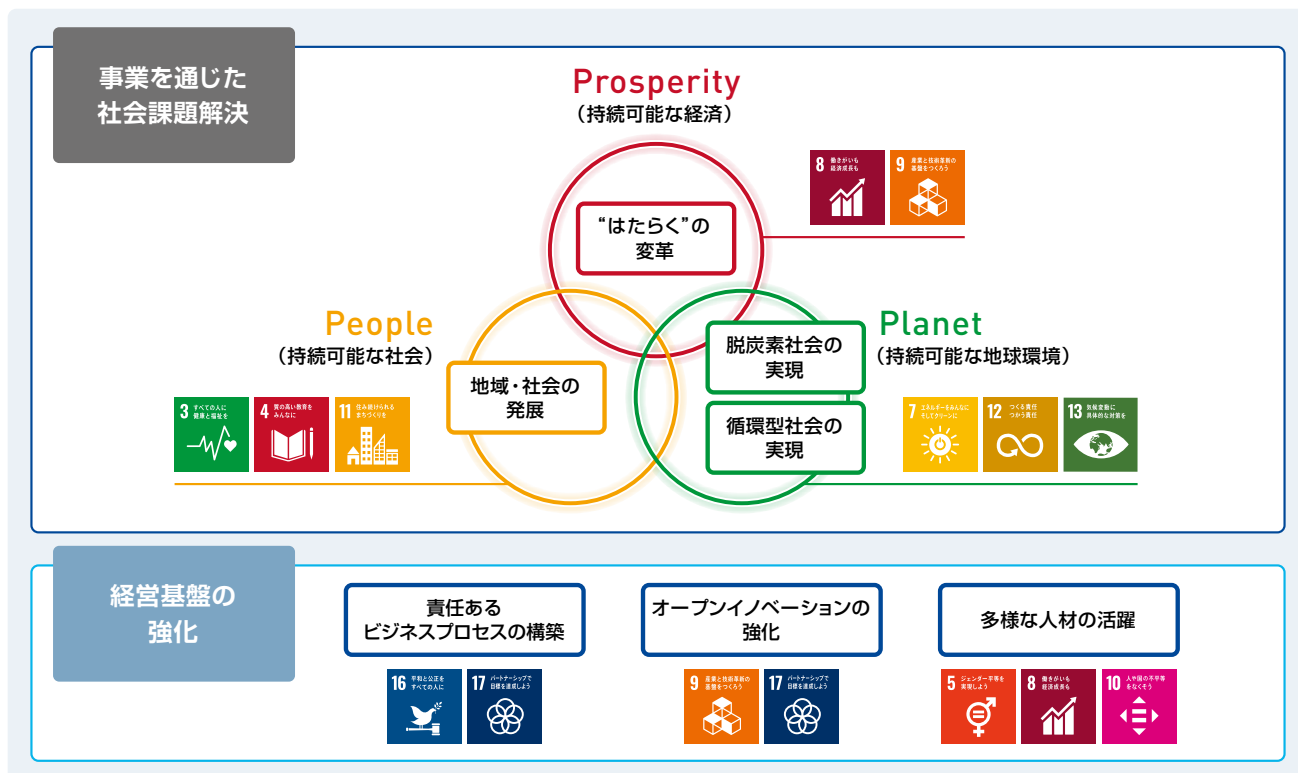 事業を通じた
社会課題解決
Prosperity
(持続可能な経済)
8 働きがいも
経済成長も
9 産業と技術革新の
基盤をつくろう
“はたらく”の
変革
People
(持続可能な社会)
Planet
(持続可能な地球環境)
脱炭素社会の
実現
地域・社会の
発展
循環型社会の
実現
3 すべての人に
健康と福祉を
4 質の高い教育を
みんなに
11 住み続けられる
まちづくりを
7 エネルギーをみんなに
そしてクリーンに
12 つくる責任
つかう責任
13 気候変動に
具体的な対策を
経営基盤の
強化
責任ある
ビジネスプロセスの構築
オープンイノベーションの
強化
多様な人材の活躍
16 平和と公正を
すべての人に
17 パートナーシップで
目標を達成しよう
9 産業と技術革新の
基盤をつくろう
17 パートナーシップで
目標を達成しよう
5 ジェンダー平等を
実現しよう
8 働きがいも
経済成長も
10 人や国の不平等
をなくそう